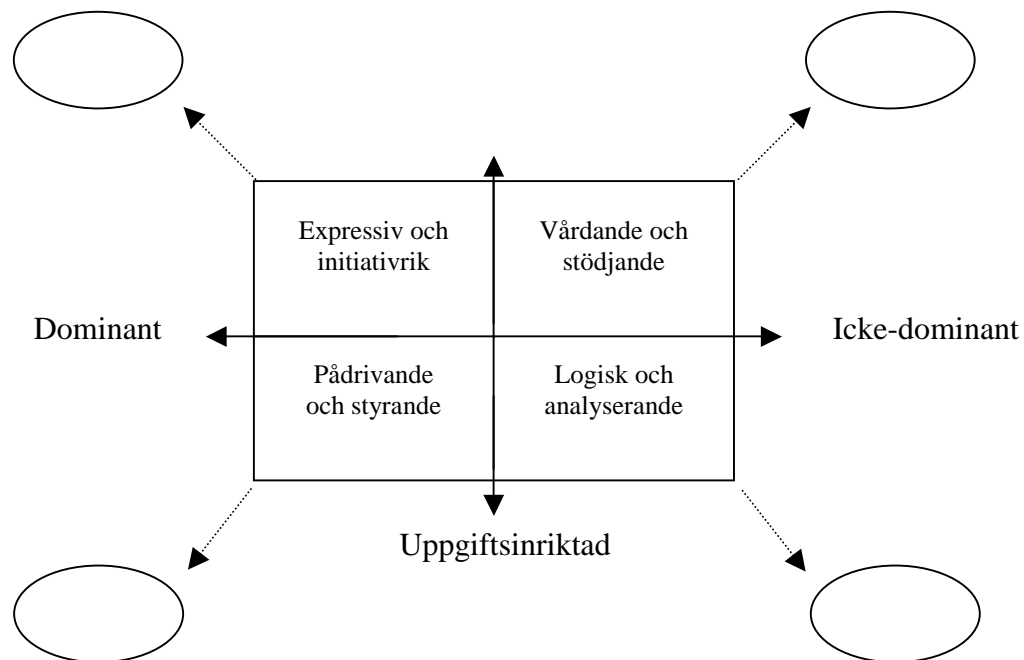 Expressiv och
initiativrik
Vårdande och
stödjande
Dominant
Icke-dominant
Pådrivande
och styrande
Logisk och
analyserande
Uppgiftsinriktad